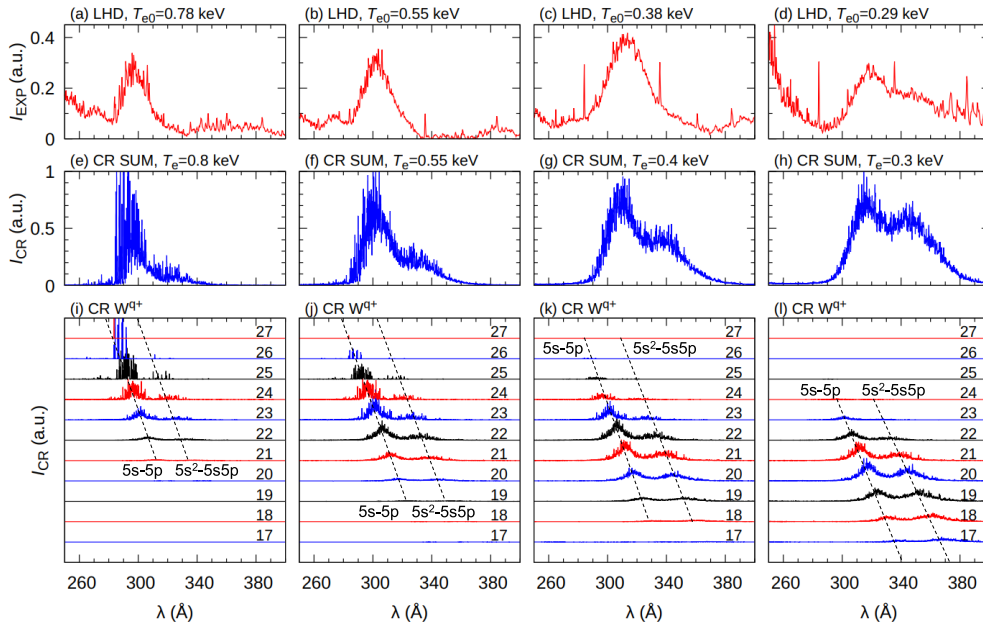 (a) LHD, Te0=0.78 keV
(b) LHD, Te0=0.55 keV
(c) LHD, Te0=0.38 keV
(d) LHD, Te0=0.29 keV
IEXP (a.u.)
0.4
0.2
0
(e) CR SUM, Te=0.8 keV
(f) CR SUM, Te=0.55 keV
(g) CR SUM, Te=0.4 keV
(h) CR SUM, Te=0.3 keV
ICR (a.u.)
1
0.5
0
(i) CR Wq+
27
26
25
24
23
22
21
20
19
18
17
5s-5p
5s²-5s5p
(j) CR Wq+
27
26
25
24
23
22
21
20
19
18
17
5s-5p
5s²-5s5p
(k) CR Wq+
27
26
25
24
23
22
21
20
19
18
17
5s-5p
5s²-5s5p
(l) CR Wq+
27
26
25
24
23
22
21
20
19
18
17
5s-5p
5s²-5s5p
ICR (a.u.)
260 300 340 380
260 300 340 380
260 300 340 380
260 300 340 380
λ (Å)
λ (Å)
λ (Å)
λ (Å)